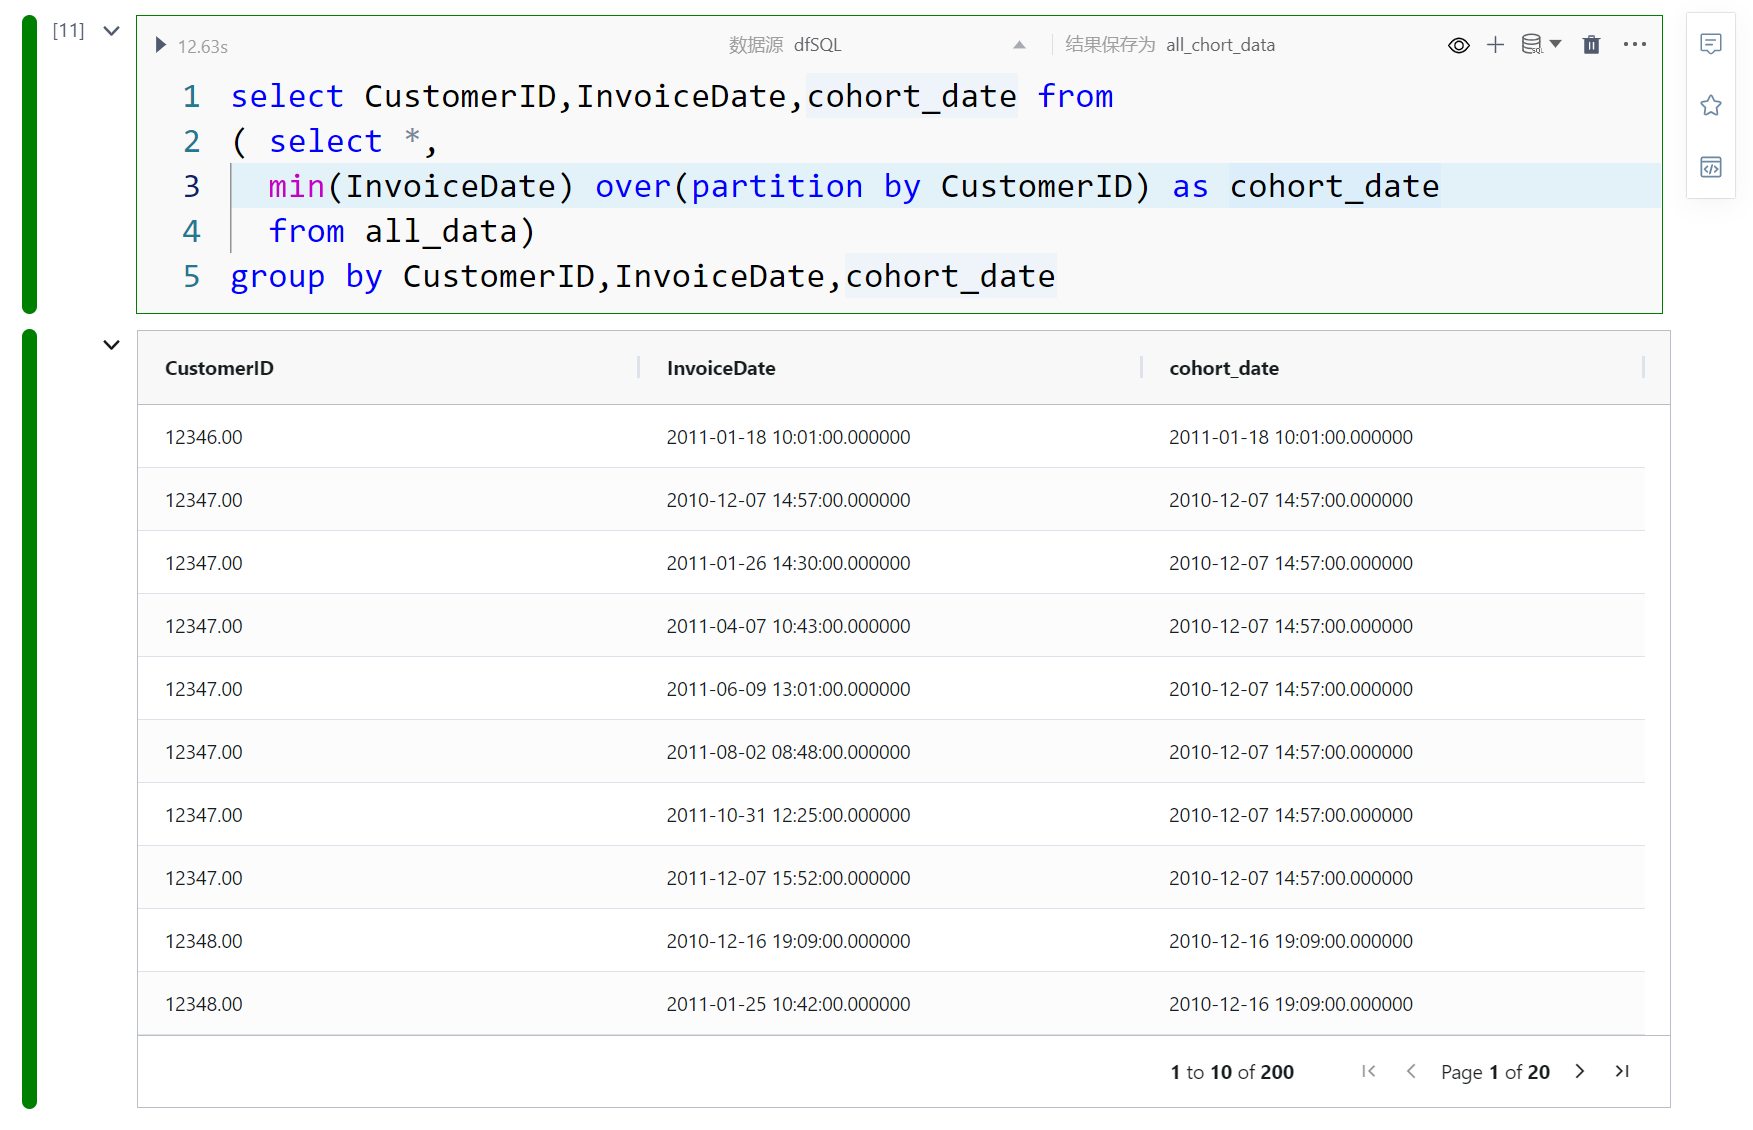 [11]
12.63s 数据源 dfSQL 结果保存为 all_chort_data
1 select CustomerID,InvoiceDate,cohort_date from
2 ( select *,
3 min(InvoiceDate) over(partition by CustomerID) as cohort_date
4 from all_data)
5 group by CustomerID,InvoiceDate,cohort_date
CustomerID InvoiceDate cohort_date
12346.00 2011-01-18 10:01:00.000000 2011-01-18 10:01:00.000000
12347.00 2010-12-07 14:57:00.000000 2010-12-07 14:57:00.000000
12347.00 2011-01-26 14:30:00.000000 2010-12-07 14:57:00.000000
12347.00 2011-04-07 10:43:00.000000 2010-12-07 14:57:00.000000
12347.00 2011-06-09 13:01:00.000000 2010-12-07 14:57:00.000000
12347.00 2011-08-02 08:48:00.000000 2010-12-07 14:57:00.000000
12347.00 2011-10-31 12:25:00.000000 2010-12-07 14:57:00.000000
12347.00 2011-12-07 15:52:00.000000 2010-12-07 14:57:00.000000
12348.00 2010-12-16 19:09:00.000000 2010-12-16 19:09:00.000000
12348.00 2011-01-25 10:42:00.000000 2010-12-16 19:09:00.000000
1 to 10 of 200 Page 1 of 20